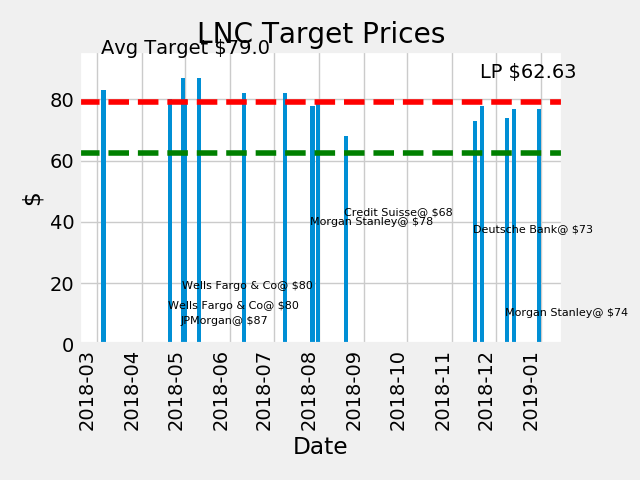 LNC Target Prices
Avg Target $79.0
LP $62.63
80
60
40
20
0
$
Credit Suisse@ $68
Morgan Stanley@ $78
Deutsche Bank@ $73
Wells Fargo & Co@ $80
Wells Fargo & Co@ $80
JPMorgan@ $87
Morgan Stanley@ $74
2018-03
2018-04
2018-05
2018-06
2018-07
2018-08
2018-09
2018-10
2018-11
2018-12
2019-01
Date